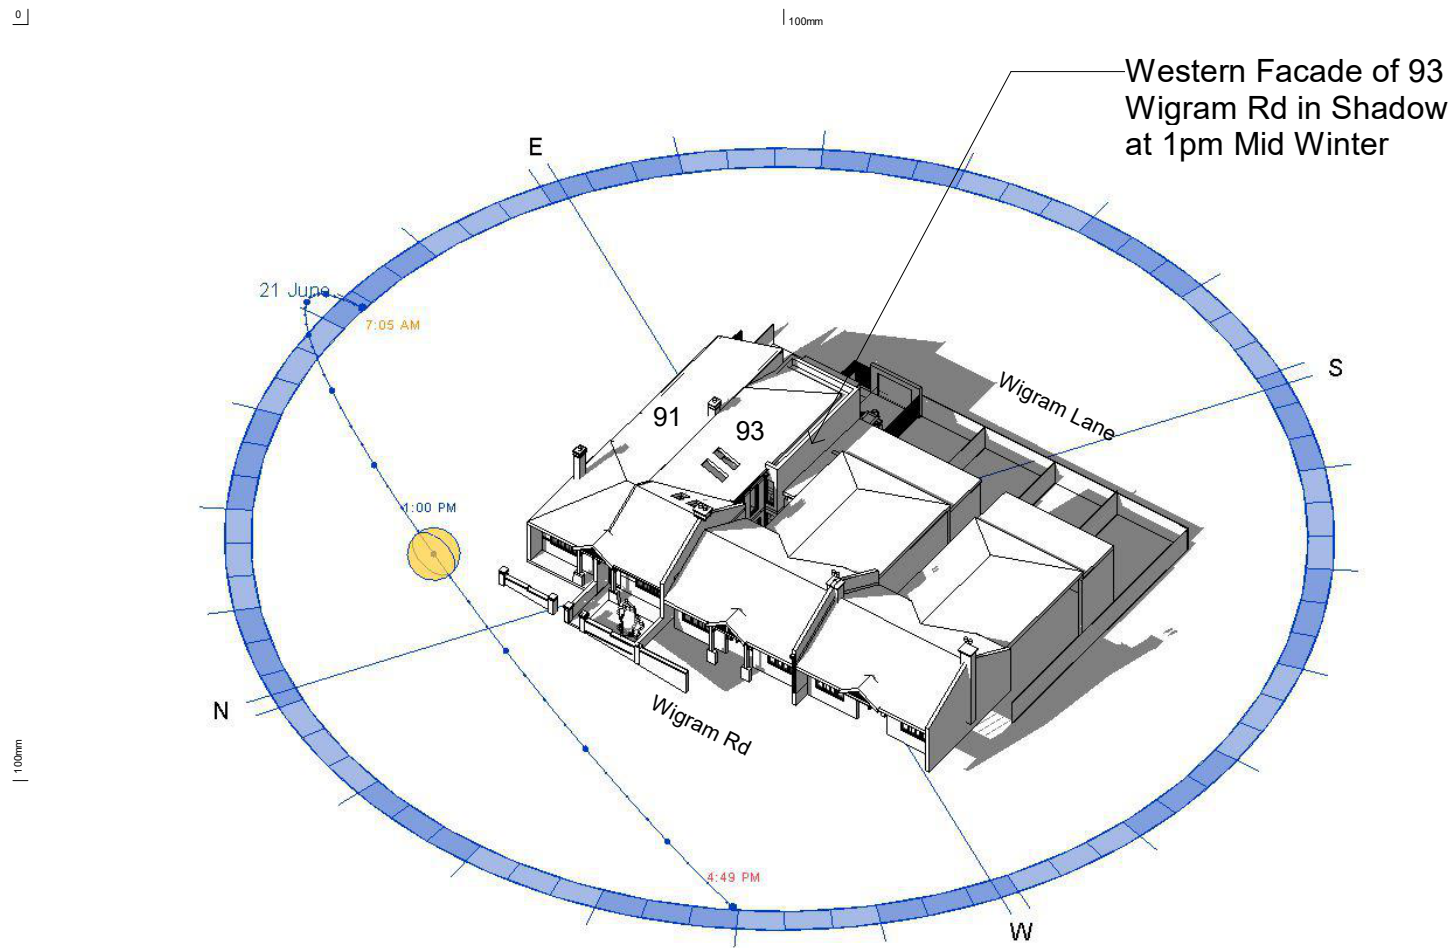 0
100mm
Western Facade of 93
Wigram Rd in Shadow
at 1pm Mid Winter
E
21 June
7:05 AM
S
Wigram Lane
91
93
1:00 PM
N
Wigram Rd
100mm
4:49 PM
W